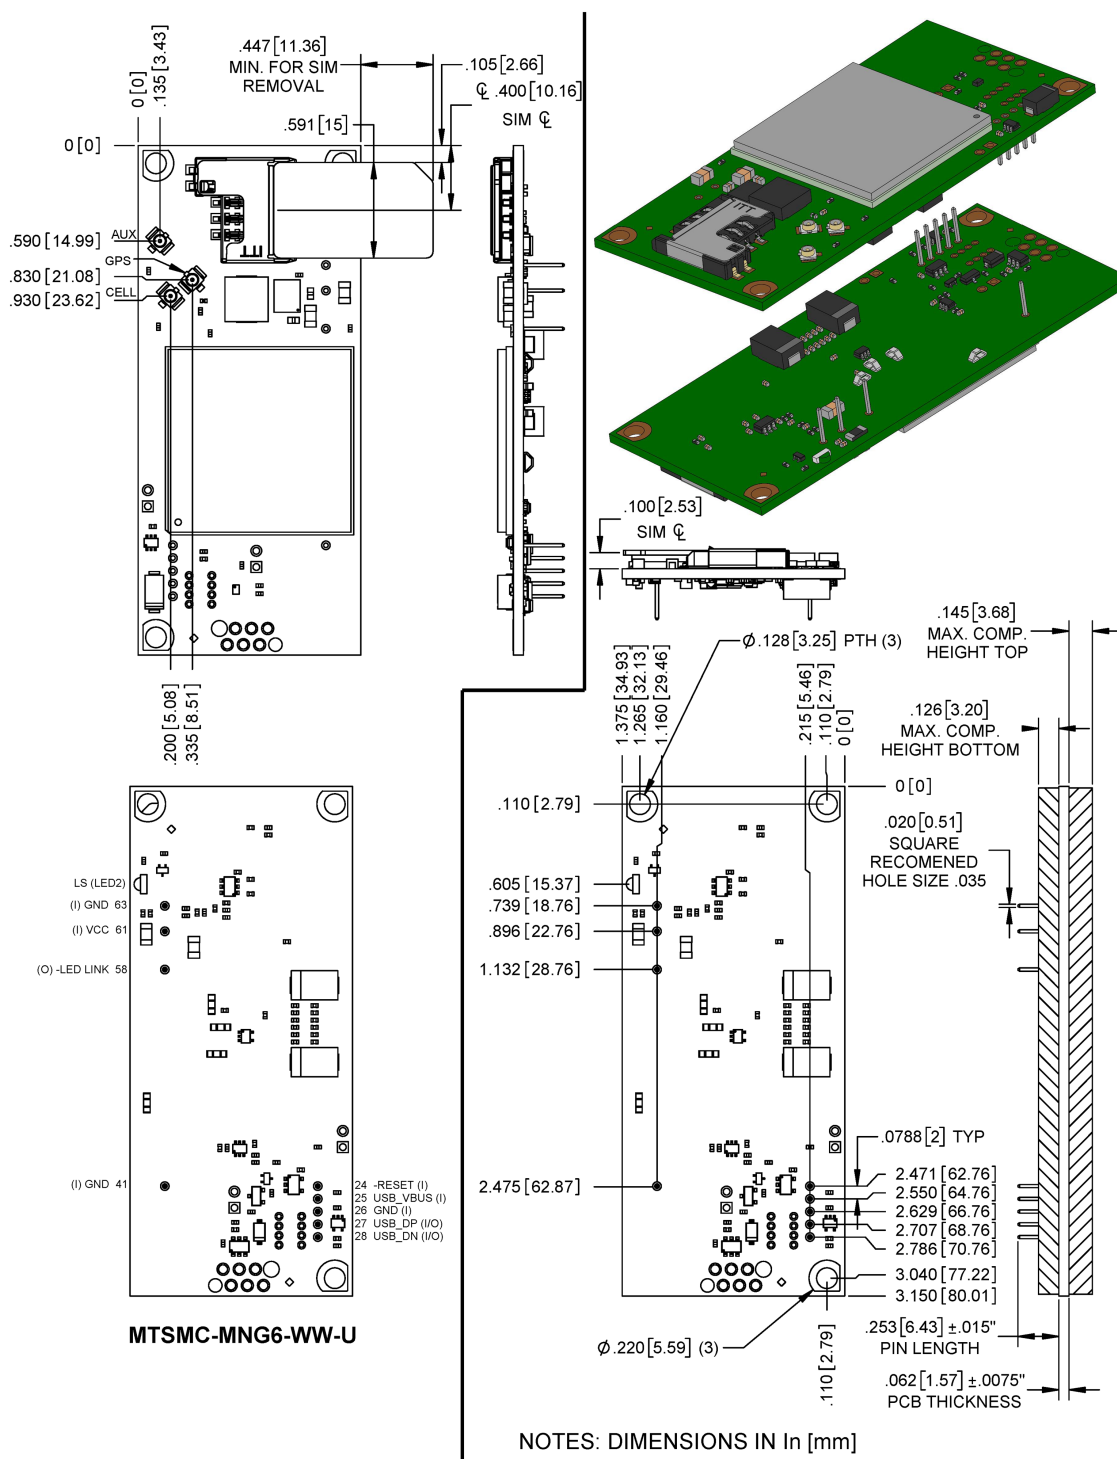 0 [0]
.135 [3.43]
.447 [11.36]
MIN. FOR SIM
REMOVAL
.105 [2.66]
℄ .400 [10.16]
SIM ℄
.591 [15]
0 [0]
.590 [14.99]
AUX
GPS
.830 [21.08]
.930 [23.62]
CELL
ITT
ITT
.200 [5.08]
.335 [8.51]
.100 [2.53]
SIM ℄
.145 [3.68]
MAX. COMP.
HEIGHT TOP
Ø.128 [3.25] PTH (3)
1.375 [34.93]
1.265 [32.13]
1.160 [29.46]
.215 [5.46]
.110 [2.79]
0 [0]
.126 [3.20]
MAX. COMP.
HEIGHT BOTTOM
0 [0]
.110 [2.79]
.020 [0.51]
SQUARE
RECOMENED
HOLE SIZE .035
LS (LED2)
(I) GND 63
(I) VCC 61
(O) -LED LINK 58
(I) GND 41
24 -RESET (I)
25 USB_VBUS (I)
26 GND (I)
27 USB_DP (I/O)
28 USB_DN (I/O)
MTSMC-MNG6-WW-U
.605 [15.37]
.739 [18.76]
.896 [22.76]
1.132 [28.76]
2.475 [62.87]
.0788 [2] TYP
2.471 [62.76]
2.550 [64.76]
2.629 [66.76]
2.707 [68.76]
2.786 [70.76]
3.040 [77.22]
3.150 [80.01]
Ø.220 [5.59] (3)
.110 [2.79]
.253 [6.43] ±.015"
PIN LENGTH
.062 [1.57] ±.0075"
PCB THICKNESS
NOTES: DIMENSIONS IN In [mm]